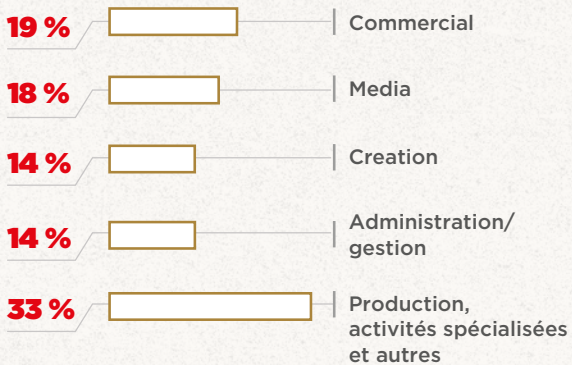 19 % Commercial
18 % Media
14 % Creation
14 % Administration/
gestion
33 % Production,
activités spécialisées
et autres